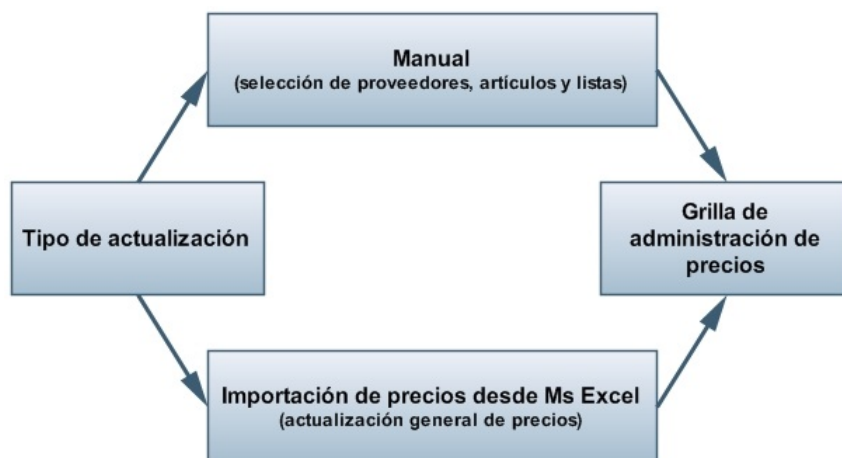 Manual
(selección de proveedores, artículos y listas)
Tipo de actualización
Grilla de
administración de
precios
Importación de precios desde Ms Excel
(actualización general de precios)